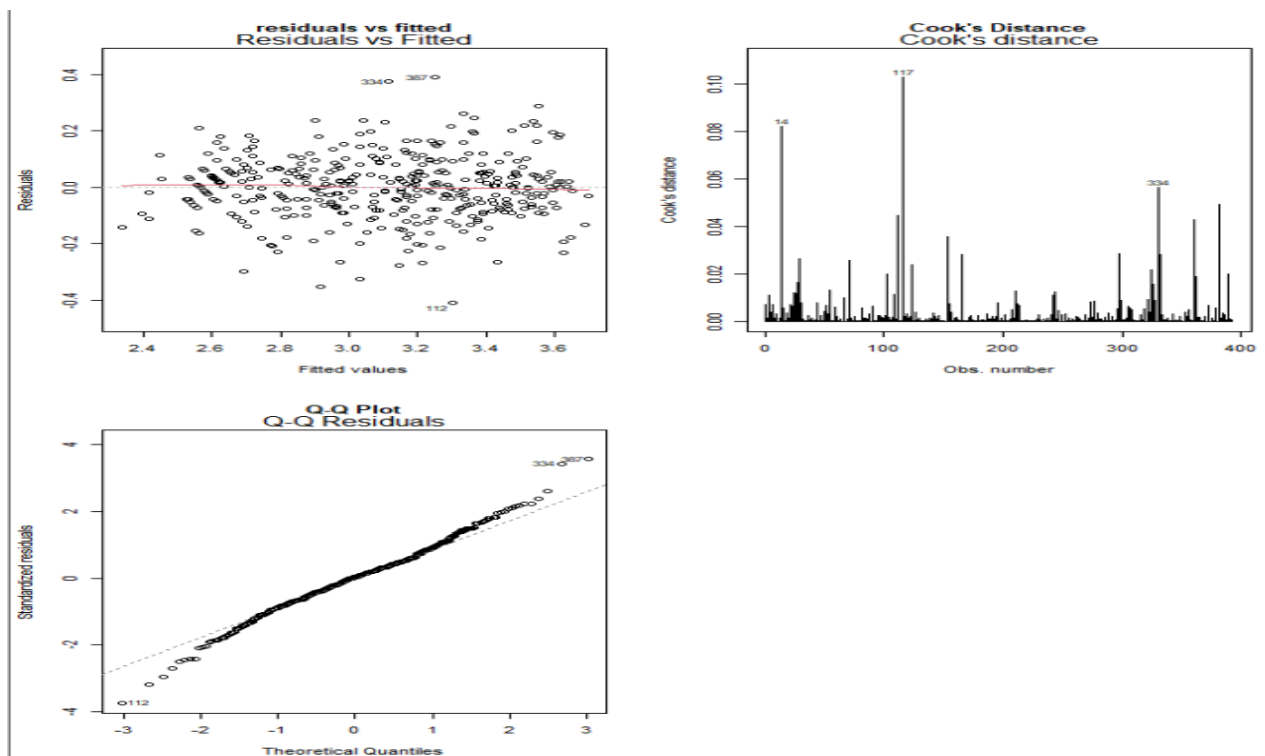 residuals vs fitted
Residuals vs Fitted
Residuals
0.4
0.2
0.0
-0.2
-0.4
334
387
112
2.4 2.6 2.8 3.0 3.2 3.4 3.6
Fitted values
Cook's Distance
Cook's distance
Cook's distance
0.10
0.08
0.06
0.04
0.02
0.00
117
14
334
0 100 200 300 400
Obs. number
Q-Q Plot
Q-Q Residuals
Standardized residuals
4
2
0
-2
-4
334
387
112
-3 -2 -1 0 1 2 3
Theoretical Quantiles